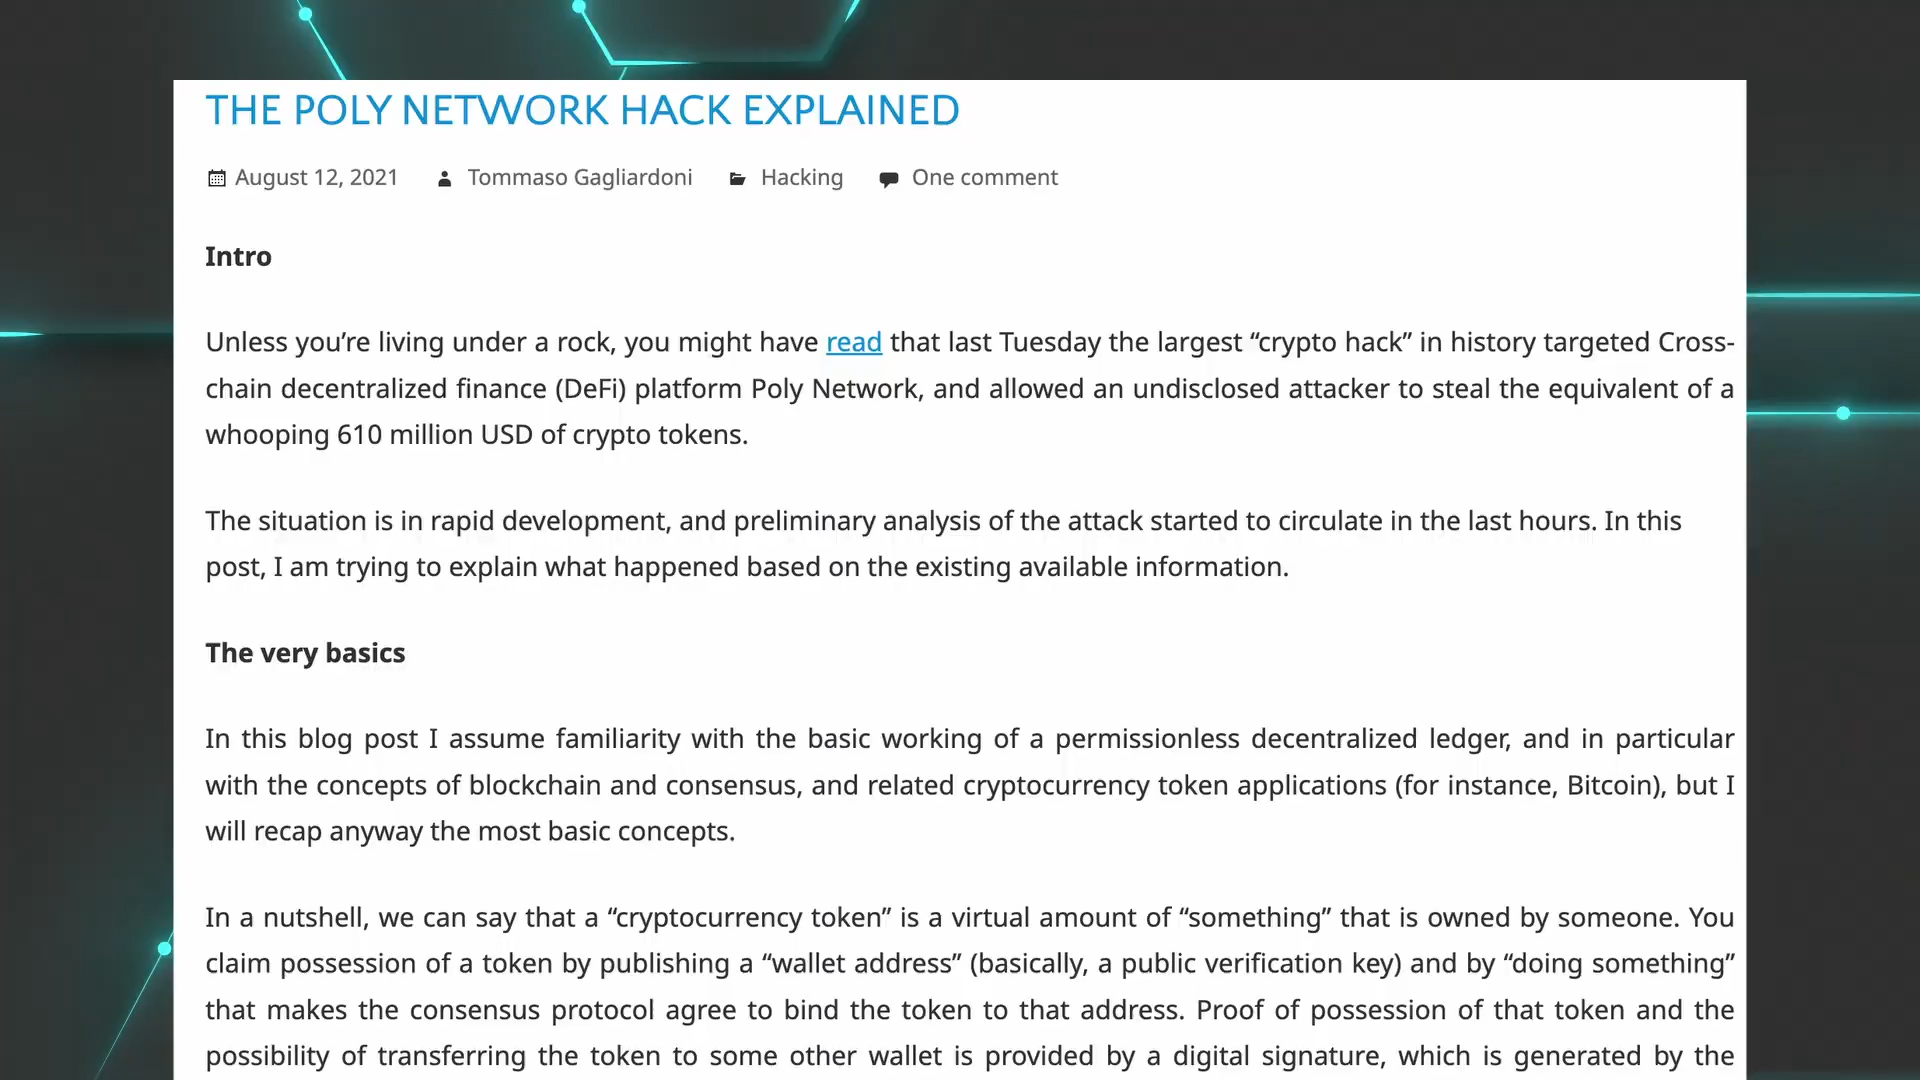 THE POLY NETWORK HACK EXPLAINED
August 12, 2021 Tommaso Gagliardoni Hacking One comment
Intro
Unless you’re living under a rock, you might have read that last Tuesday the largest “crypto hack” in history targeted Cross-
chain decentralized finance (DeFi) platform Poly Network, and allowed an undisclosed attacker to steal the equivalent of a
whooping 610 million USD of crypto tokens.
The situation is in rapid development, and preliminary analysis of the attack started to circulate in the last hours. In this
post, I am trying to explain what happened based on the existing available information.
The very basics
In this blog post I assume familiarity with the basic working of a permissionless decentralized ledger, and in particular
with the concepts of blockchain and consensus, and related cryptocurrency token applications (for instance, Bitcoin), but I
will recap anyway the most basic concepts.
In a nutshell, we can say that a “cryptocurrency token” is a virtual amount of “something” that is owned by someone. You
claim possession of a token by publishing a “wallet address” (basically, a public verification key) and by “doing something”
that makes the consensus protocol agree to bind the token to that address. Proof of possession of that token and the
possibility of transferring the token to some other wallet is provided by a digital signature, which is generated by the